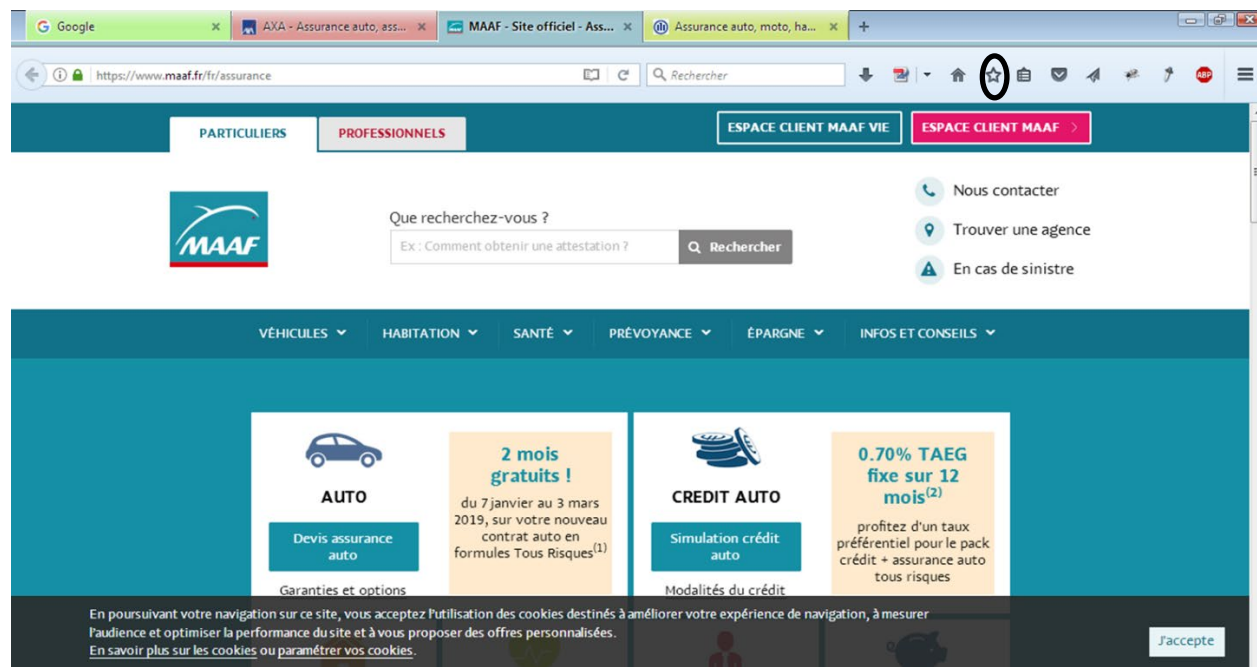 Google
AXA - Assurance auto, ass...
MAAF - Site officiel - Ass...
Assurance auto, moto, ha...
https://www.maaf.fr/fr/assurance
Rechercher
ABP
PARTICULIERS
PROFESSIONNELS
ESPACE CLIENT MAAF VIE
ESPACE CLIENT MAAF
MAAF
Que recherchez-vous ?
Ex : Comment obtenir une attestation ?
Rechercher
Nous contacter
Trouver une agence
En cas de sinistre
VÉHICULES
HABITATION
SANTÉ
PRÉVOYANCE
ÉPARGNE
INFOS ET CONSEILS
AUTO
Devis assurance
auto
Garanties et options
2 mois
gratuits !
du 7 janvier au 3 mars
2019, sur votre nouveau
contrat auto en
formules Tous Risques(1)
CREDIT AUTO
Simulation crédit
auto
Modalités du crédit
0.70% TAEG
fixe sur 12
mois(2)
profitez d'un taux
préférentiel pour le pack
crédit + assurance auto
tous risques
En poursuivant votre navigation sur ce site, vous acceptez l'utilisation des cookies destinés à améliorer votre expérience de navigation, à mesurer
l'audience et optimiser la performance du site et à vous proposer des offres personnalisées.
En savoir plus sur les cookies ou paramétrer vos cookies.
J'accepte